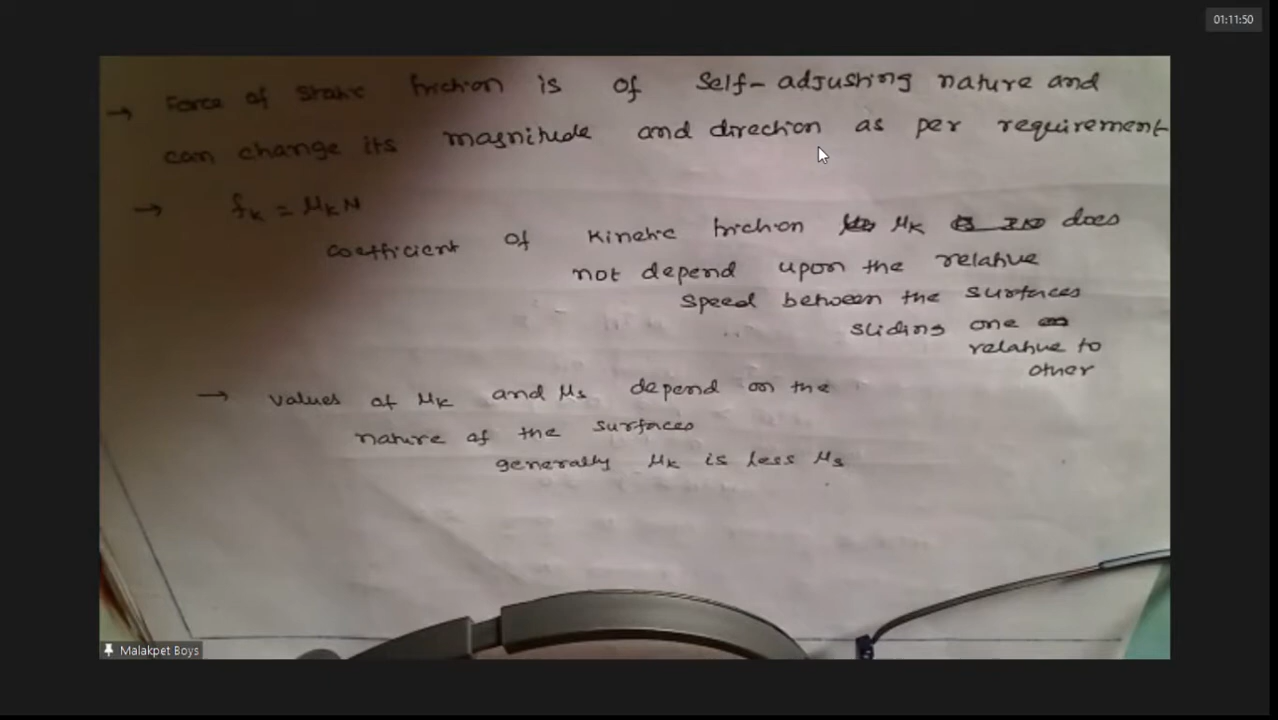 01:11:50
→ Force of static friction is of Self-adjusting nature and
can change its magnitude and direction as per requirement
→ fK = μK N
coefficient of Kinetic friction μK does
not depend upon the relative
speed between the surfaces
sliding one
relative to
other
→ values of μK and μs depend on the
nature of the surfaces
generally μK is less μs
Malakpet Boys